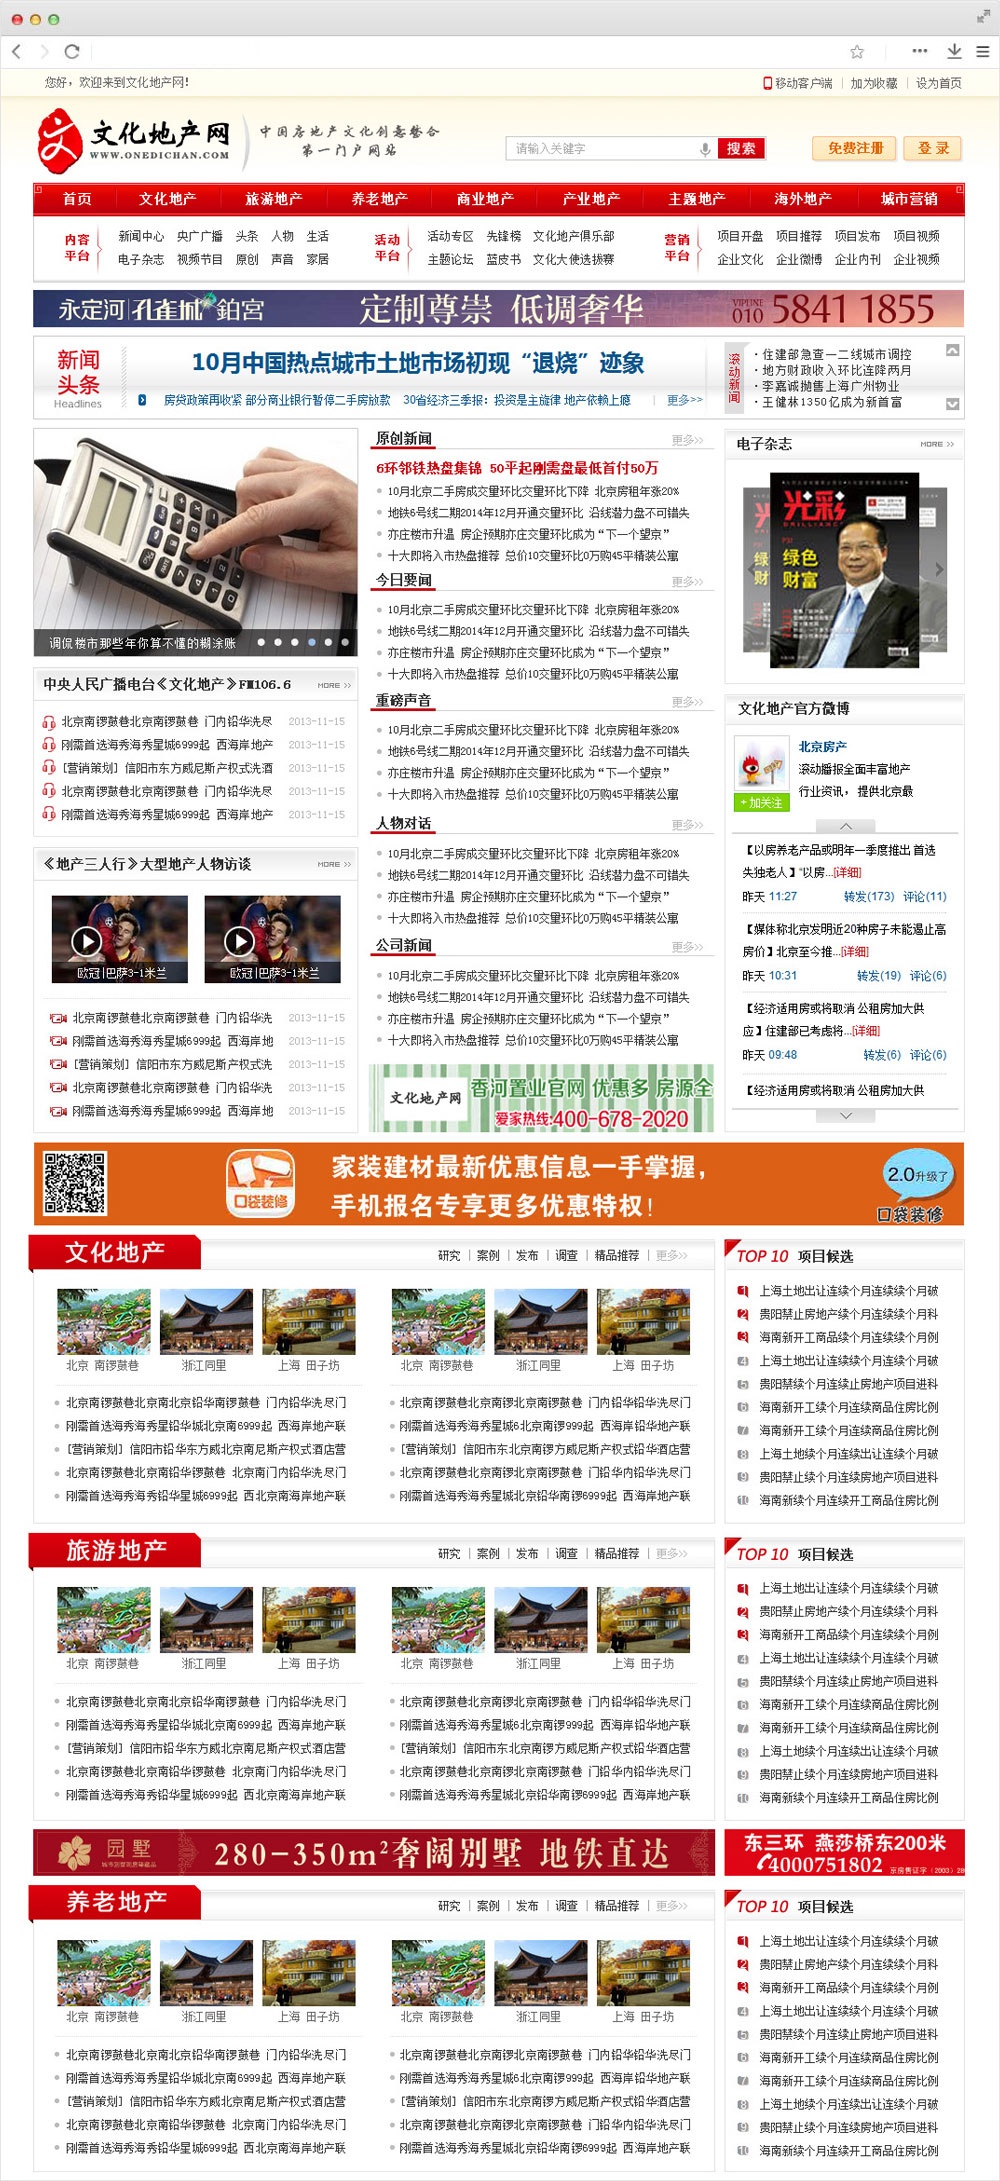 您好，欢迎来到文化地产网！
移动客户端 加为收藏 设为首页
文化地产网
WWW.ONEDICHAN.COM
中国房地产文化创意整合
第一门户网站
请输入关键字
搜索
免费注册 登 录
首页 文化地产 旅游地产 养老地产 商业地产 产业地产 主题地产 海外地产 城市营销
内容平台
新闻中心 央广广播 头条 人物 生活
电子杂志 视频节目 原创 声音 家居
活动平台
活动专区 先锋榜 文化地产俱乐部
主题论坛 蓝皮书 文化大使选拔赛
营销平台
项目开盘 项目推荐 项目发布 项目视频
企业文化 企业微博 企业内刊 企业视频
永定河 孔雀城 铂宫 定制尊崇 低调奢华 VIPLINE 010 5841 1855
新闻
头条
Headlines
10月中国热点城市土地市场初现“退烧”迹象
房贷政策再收紧 部分商业银行暂停二手房放款 30省经济三季报：投资是主旋律 地产依赖上瘾 更多>>
滚动新闻
·住建部急查一二线城市调控
·地方财政收入环比连降两月
·李嘉诚抛售上海广州物业
·王健林1350亿成为新首富
调侃楼市那些年你算不懂的糊涂账
中央人民广播电台《文化地产》FM106.6 MORE >>
北京南锣鼓巷北京南锣鼓巷 门内铅华洗尽 2013-11-15
刚需首选海秀海秀星城6999起 西海岸地产 2013-11-15
[营销策划] 信阳市东方威尼斯产权式洗酒 2013-11-15
北京南锣鼓巷北京南锣鼓巷 门内铅华洗尽 2013-11-15
刚需首选海秀海秀星城6999起 西海岸地产 2013-11-15
《地产三人行》大型地产人物访谈 MORE >>
欧冠|巴萨3-1米兰 欧冠|巴萨3-1米兰
北京南锣鼓巷北京南锣鼓巷 门内铅华洗 2013-11-15
刚需首选海秀海秀星城6999起 西海岸地 2013-11-15
[营销策划] 信阳市东方威尼斯产权式洗 2013-11-15
北京南锣鼓巷北京南锣鼓巷 门内铅华洗 2013-11-15
刚需首选海秀海秀星城6999起 西海岸地 2013-11-15
原创新闻 更多>>
6环邻铁热盘集锦 50平起刚需盘最低首付50万
10月北京二手房成交量环比交量环比下降 北京房租年涨20%
地铁6号线二期2014年12月开通交量环比 沿线潜力盘不可错失
亦庄楼市升温 房企预期亦庄交量环比成为“下一个望京”
十大即将入市热盘推荐 总价10交量环比0万购45平精装公寓
今日要闻 更多>>
10月北京二手房成交量环比交量环比下降 北京房租年涨20%
地铁6号线二期2014年12月开通交量环比 沿线潜力盘不可错失
亦庄楼市升温 房企预期亦庄交量环比成为“下一个望京”
十大即将入市热盘推荐 总价10交量环比0万购45平精装公寓
重磅声音 更多>>
10月北京二手房成交量环比交量环比下降 北京房租年涨20%
地铁6号线二期2014年12月开通交量环比 沿线潜力盘不可错失
亦庄楼市升温 房企预期亦庄交量环比成为“下一个望京”
十大即将入市热盘推荐 总价10交量环比0万购45平精装公寓
人物对话 更多>>
10月北京二手房成交量环比交量环比下降 北京房租年涨20%
地铁6号线二期2014年12月开通交量环比 沿线潜力盘不可错失
亦庄楼市升温 房企预期亦庄交量环比成为“下一个望京”
十大即将入市热盘推荐 总价10交量环比0万购45平精装公寓
公司新闻 更多>>
10月北京二手房成交量环比交量环比下降 北京房租年涨20%
地铁6号线二期2014年12月开通交量环比 沿线潜力盘不可错失
亦庄楼市升温 房企预期亦庄交量环比成为“下一个望京”
十大即将入市热盘推荐 总价10交量环比0万购45平精装公寓
文化地产网
香河置业官网 优惠多 房源全
爱家热线:400-678-2020
电子杂志 MORE >>
光彩
BRILLIANCE
绿色
财富
文化地产官方微博
北京房产
滚动播报全面丰富地产
行业资讯，提供北京最
+加关注
【以房养老产品或明年一季度推出 首选
失独老人】“以房...[详细]
昨天 11:27 转发(173) 评论(11)
【媒体称北京发明近20种房子未能遏止高
房价】北京至今推...[详细]
昨天 10:31 转发(19) 评论(6)
【经济适用房或将取消 公租房加大供
应】住建部已考虑将...[详细]
昨天 09:48 转发(6) 评论(6)
【经济适用房或将取消 公租房加大供
口袋装修
家装建材最新优惠信息一手掌握，
手机报名专享更多优惠特权！
2.0升级了
口袋装修
文化地产 研究 | 案例 | 发布 | 调查 | 精品推荐 | 更多>>
北京 南锣鼓巷 浙江同里 上海 田子坊 北京 南锣鼓巷 浙江同里 上海 田子坊
北京南锣鼓巷北京南北京铅华南锣鼓巷 门内铅华洗尽门
刚需首选海秀海秀星铅华城北京南6999起 西海岸地产联
[营销策划] 信阳市铅华东方威北京南尼斯产权式酒店营
北京南锣鼓巷北京南铅华锣鼓巷 北京南门内铅华洗尽门
刚需首选海秀海秀铅华星城6999起 西北京南海岸地产联
北京南锣鼓巷北京南锣北京南锣鼓巷 门内铅华铅华洗尽
刚需首选海秀海秀星城6北京南锣999起 西海岸铅华地产联
[营销策划] 信阳市东北京南锣方威尼斯产权式铅华酒店营
北京南锣鼓巷北京南锣北京南锣鼓巷 门铅华内铅华洗尽门
刚需首选海秀海秀星城北京铅华南锣6999起 西海岸地产联
TOP 10 项目候选
1 上海土地出让连续个月连续续个月破
2 贵阳禁止房地产续个月连续个月科
3 海南新开工商品续个月连续续个月例
4 上海土地出让连续续个月连续个月破
5 贵阳禁续个月连续止房地产项目进科
6 海南新开工续个月连续商品住房比例
7 海南新开工续个月连续商品住房比例
8 上海土地续个月连续出让连续个月破
9 贵阳禁止续个月连续房地产项目进科
10 海南新续个月连续开工商品住房比例
旅游地产 研究 | 案例 | 发布 | 调查 | 精品推荐 | 更多>>
北京 南锣鼓巷 浙江同里 上海 田子坊 北京 南锣鼓巷 浙江同里 上海 田子坊
北京南锣鼓巷北京南北京铅华南锣鼓巷 门内铅华洗尽门
刚需首选海秀海秀星铅华城北京南6999起 西海岸地产联
[营销策划] 信阳市铅华东方威北京南尼斯产权式酒店营
北京南锣鼓巷北京南铅华锣鼓巷 北京南门内铅华洗尽门
刚需首选海秀海秀铅华星城6999起 西北京南海岸地产联
北京南锣鼓巷北京南锣北京南锣鼓巷 门内铅华铅华洗尽门
刚需首选海秀海秀星城6北京南锣999起 西海岸铅华地产联
[营销策划] 信阳市东北京南锣方威尼斯产权式铅华酒店营
北京南锣鼓巷北京南锣北京南锣鼓巷 门铅华内铅华洗尽门
刚需首选海秀海秀星城北京铅华南锣6999起 西海岸地产联
TOP 10 项目候选
1 上海土地出让连续个月连续续个月破
2 贵阳禁止房地产续个月连续个月科
3 海南新开工商品续个月连续续个月例
4 上海土地出让连续续个月连续个月破
5 贵阳禁续个月连续止房地产项目进科
6 海南新开工续个月连续商品住房比例
7 海南新开工续个月连续商品住房比例
8 上海土地续个月连续出让连续个月破
9 贵阳禁止续个月连续房地产项目进科
10 海南新续个月连续开工商品住房比例
园墅 280-350m²奢阔别墅 地铁直达
东三环 燕莎桥东200米
4000751802
养老地产 研究 | 案例 | 发布 | 调查 | 精品推荐 | 更多>>
北京 南锣鼓巷 浙江同里 上海 田子坊 北京 南锣鼓巷 浙江同里 上海 田子坊
北京南锣鼓巷北京南北京铅华南锣鼓巷 门内铅华洗尽门
刚需首选海秀海秀星铅华城北京南6999起 西海岸地产联
[营销策划] 信阳市铅华东方威北京南尼斯产权式酒店营
北京南锣鼓巷北京南铅华锣鼓巷 北京南门内铅华洗尽门
刚需首选海秀海秀铅华星城6999起 西北京南海岸地产联
北京南锣鼓巷北京南锣北京南锣鼓巷 门内铅华铅华洗尽门
刚需首选海秀海秀星城6北京南锣999起 西海岸铅华地产联
[营销策划] 信阳市东北京南锣方威尼斯产权式铅华酒店营
北京南锣鼓巷北京南锣北京南锣鼓巷 门铅华内铅华洗尽门
刚需首选海秀海秀星城北京铅华南锣6999起 西海岸地产联
TOP 10 项目候选
1 上海土地出让连续个月连续续个月破
2 贵阳禁止房地产续个月连续个月科
3 海南新开工商品续个月连续续个月例
4 上海土地出让连续续个月连续个月破
5 贵阳禁续个月连续止房地产项目进科
6 海南新开工续个月连续商品住房比例
7 海南新开工续个月连续商品住房比例
8 上海土地续个月连续出让连续个月破
9 贵阳禁止续个月连续房地产项目进科
10 海南新续个月连续开工商品住房比例